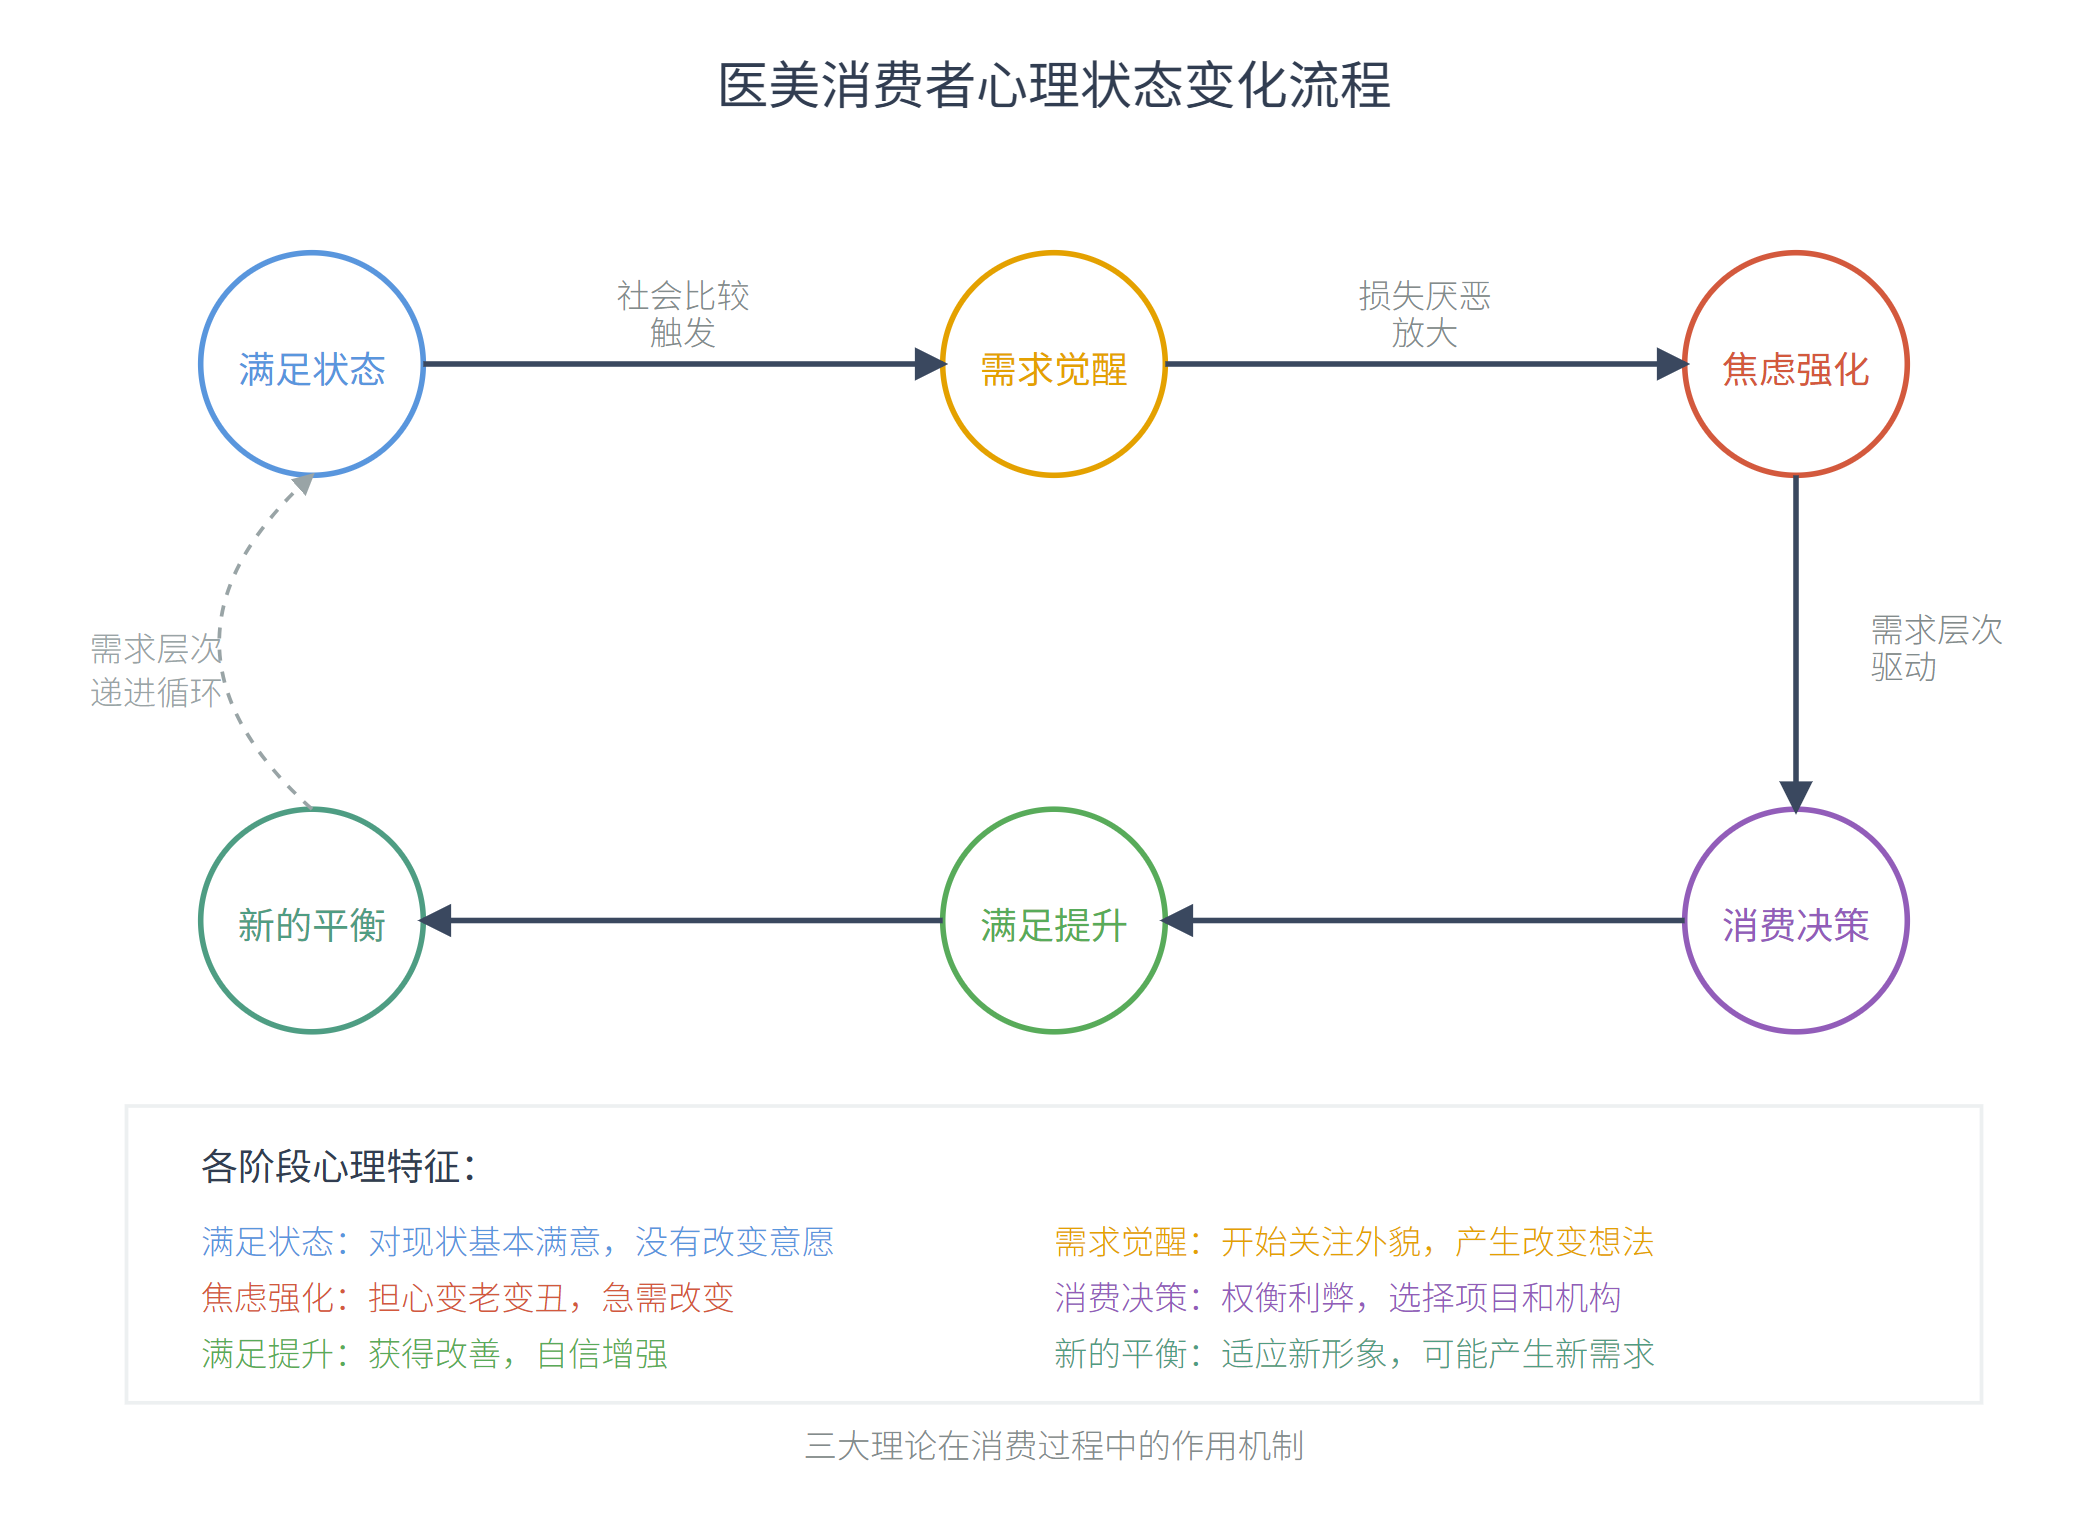 医美消费者心理状态变化流程
社会比较
触发
损失厌恶
放大
满足状态
需求觉醒
焦虑强化
需求层次
驱动
需求层次
递进循环
新的平衡
满足提升
消费决策
各阶段心理特征：
满足状态：对现状基本满意，没有改变意愿
需求觉醒：开始关注外貌，产生改变想法
焦虑强化：担心变老变丑，急需改变
消费决策：权衡利弊，选择项目和机构
满足提升：获得改善，自信增强
新的平衡：适应新形象，可能产生新需求
三大理论在消费过程中的作用机制